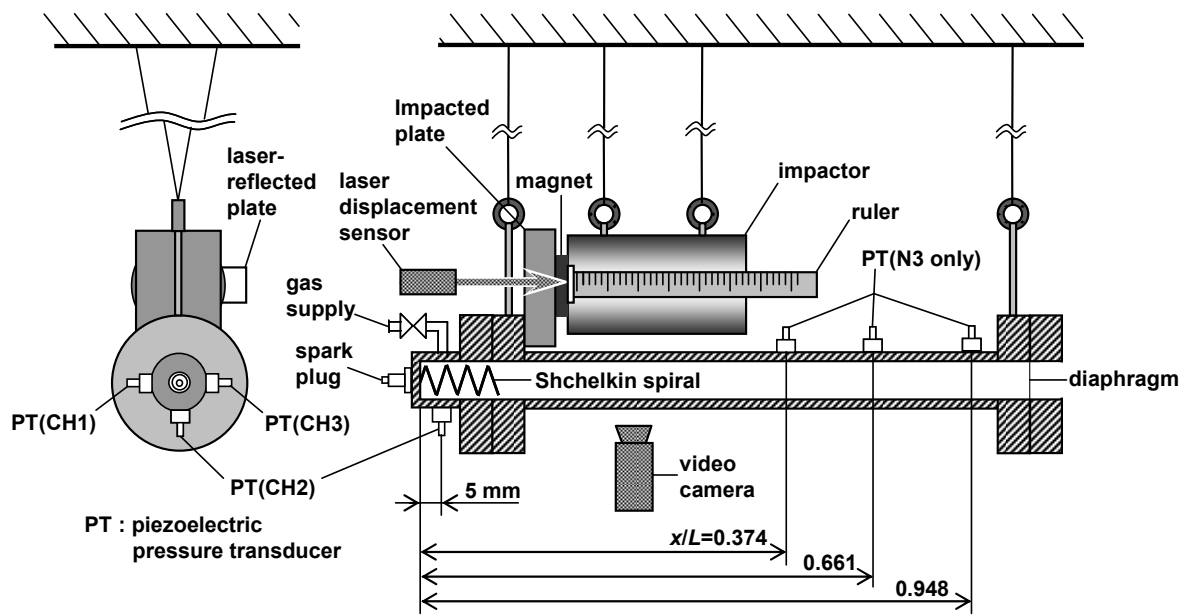 Impacted
plate
laser-
reflected
plate
laser
displacement
sensor
magnet
impactor
ruler
PT(N3 only)
gas
supply
spark
plug
Shchelkin spiral
diaphragm
PT(CH1)
PT(CH3)
PT(CH2)
5 mm
video
camera
PT : piezoelectric
pressure transducer
x/L=0.374
0.661
0.948